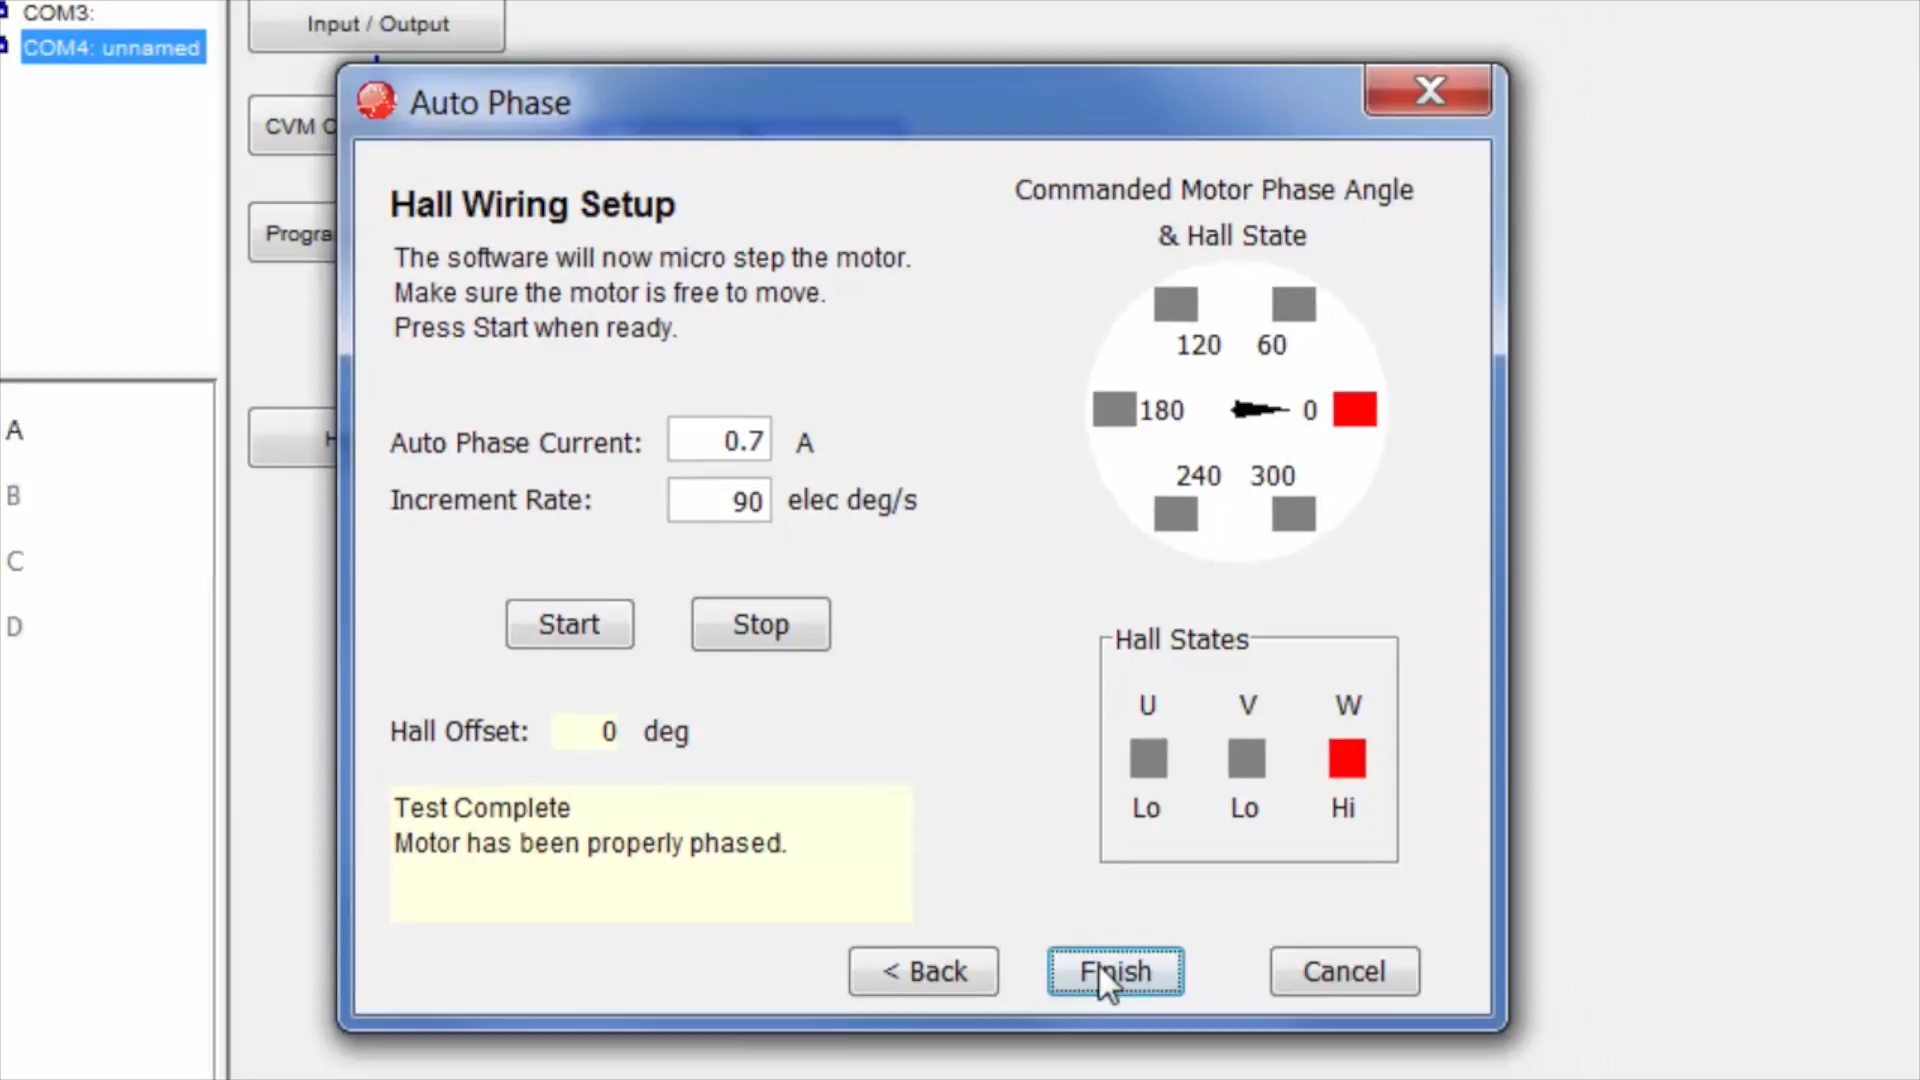 COM3:
COM4: unnamed
Input / Output
CVM
A
B
C
D
Auto Phase
Hall Wiring Setup
The software will now micro step the motor.
Make sure the motor is free to move.
Press Start when ready.
Auto Phase Current: 0.7 A
Increment Rate: 90 elec deg/s
Start Stop
Hall Offset: 0 deg
Test Complete
Motor has been properly phased.
Commanded Motor Phase Angle
& Hall State
120 60
180 0
240 300
Hall States
U V W
Lo Lo Hi
< Back Finish Cancel